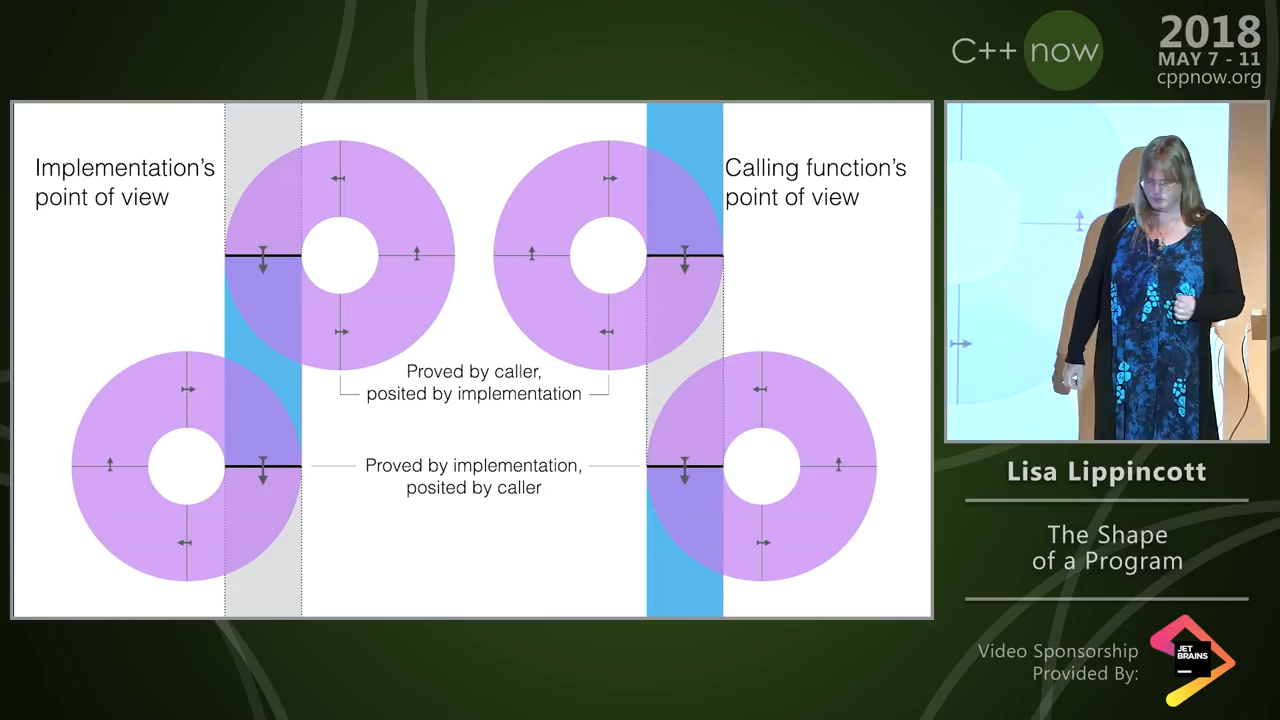 C++ now
2018
MAY 7 - 11
cppnow.org
Implementation's
point of view
Calling function's
point of view
Proved by caller,
posited by implementation
Proved by implementation,
posited by caller
Lisa Lippincott
The Shape
of a Program
Video Sponsorship
Provided By:
JET
BRAINS